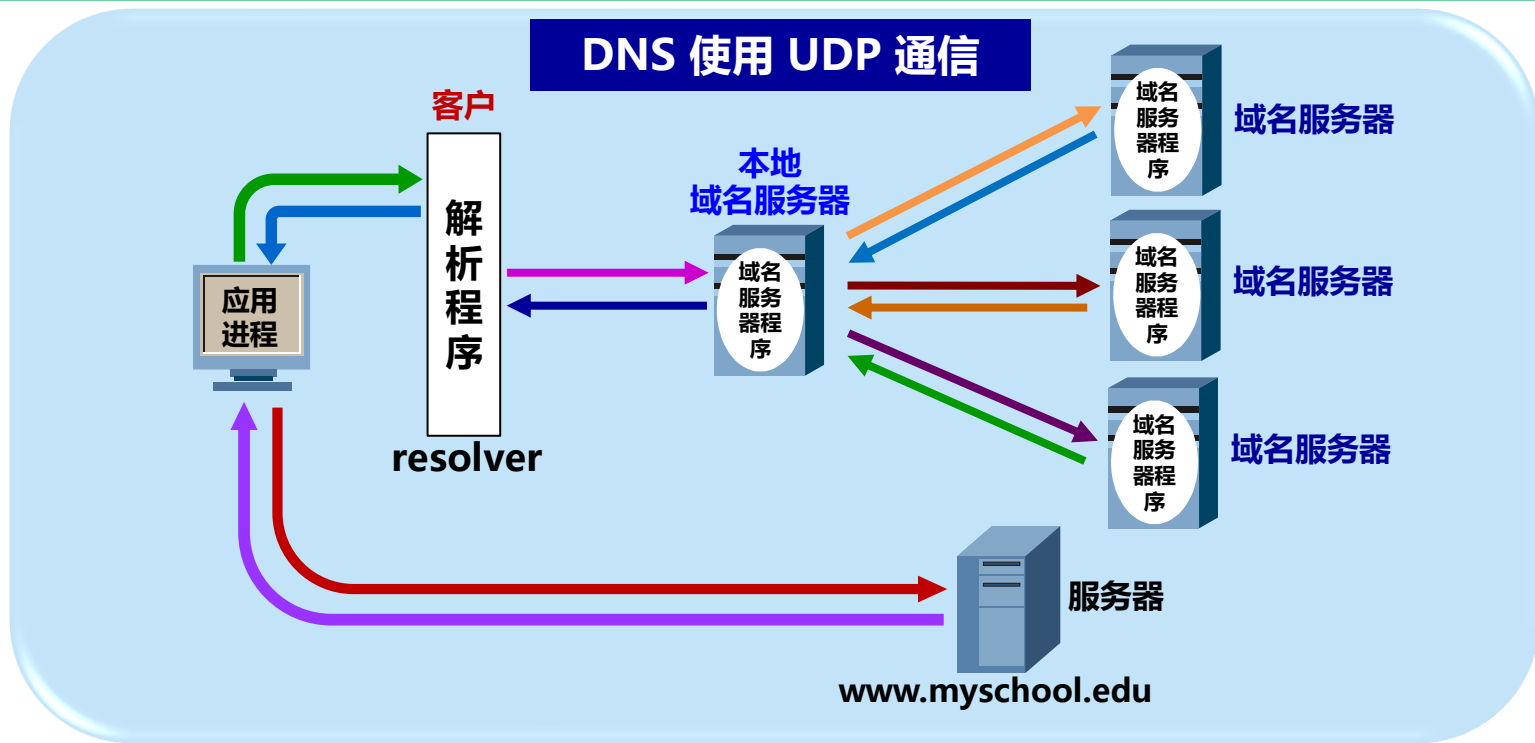 DNS 使用 UDP 通信
客户
解
析
程
序
resolver
应用
进程
本地
域名服务器
域名
服务
器程
序
域名
服务
器程
序
域名服务器
域名
服务
器程
序
域名服务器
域名
服务
器程
序
域名服务器
服务器
www.myschool.edu